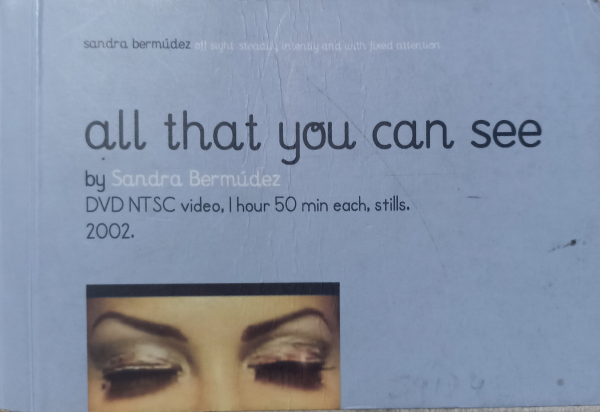 sandra bermúdez off sight steadily, intently and with fixed attention.
all that you can see
by Sandra Bermúdez
DVD NTSC video, 1 hour 50 min each, stills.
2002.